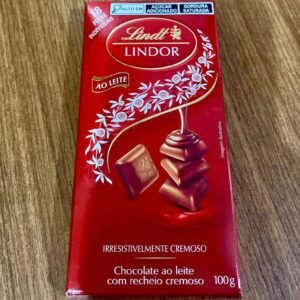 ALTO EM
AÇÚCAR
ADICIONADO
GORDURA
SATURADA
Lindt
LINDOR
AO LEITE
IRRESISTIVELMENTE CREMOSO
Chocolate ao leite
com recheio cremoso
100g